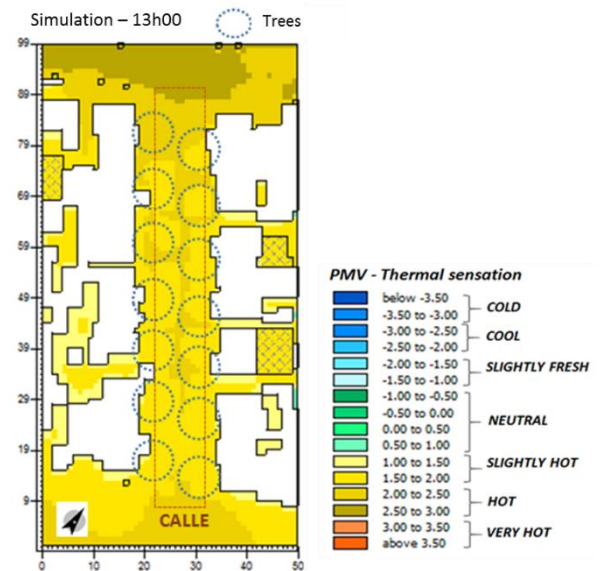 Simulation – 13h00
Trees
99
89
79
69
59
49
39
29
19
9
CALLE
0 10 20 30 40 50
PMV - Thermal sensation
below -3.50
-3.50 to -3.00
COLD
-3.00 to -2.50
-2.50 to -2.00
COOL
-2.00 to -1.50
-1.50 to -1.00
SLIGHTLY FRESH
-1.00 to -0.50
-0.50 to 0.00
0.00 to 0.50
0.50 to 1.00
NEUTRAL
1.00 to 1.50
1.50 to 2.00
SLIGHTLY HOT
2.00 to 2.50
2.50 to 3.00
HOT
3.00 to 3.50
above 3.50
VERY HOT